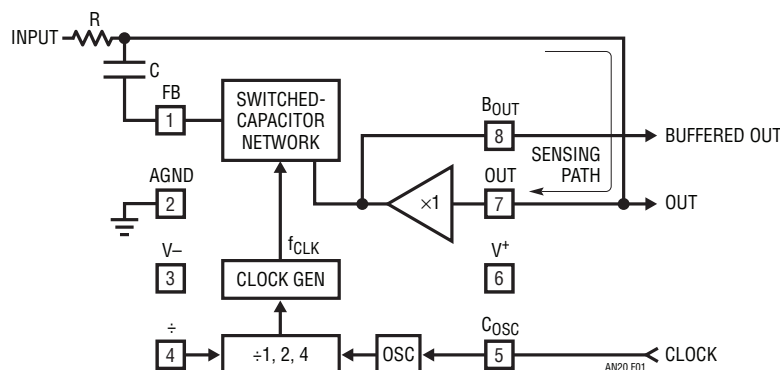 R
INPUT
C
FB
1
SWITCHED-
CAPACITOR
NETWORK
BOUT
8
BUFFERED OUT
SENSING
PATH
AGND
2
×1
OUT
7
OUT
fCLK
V–
3
CLOCK GEN
V+
6
÷
4
÷1, 2, 4
OSC
COSC
5
CLOCK
AN20 F01